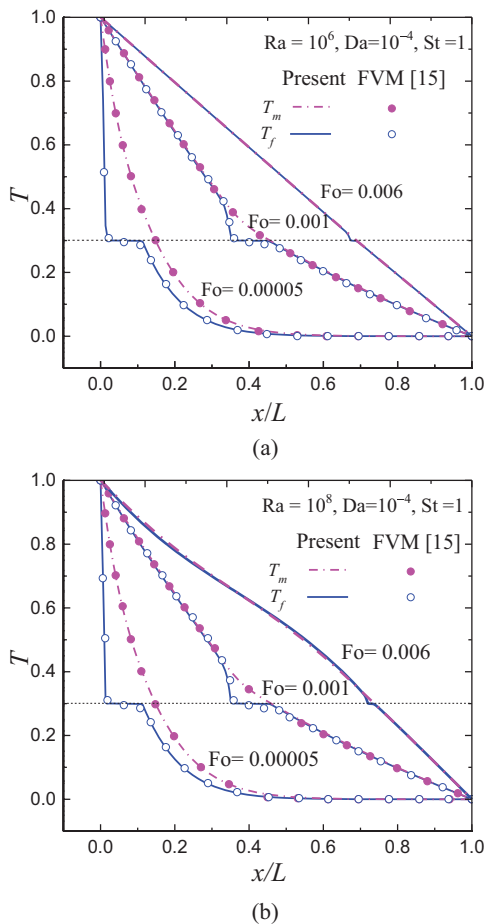 Ra = 10⁶, Da=10⁻⁴, St =1
Present FVM [15]
T_m
T_f
Fo= 0.006
Fo= 0.001
Fo= 0.00005
T
1.0
0.8
0.6
0.4
0.2
0.0
0.0 0.2 0.4 0.6 0.8 1.0
x/L
(a)
Ra = 10⁸, Da=10⁻⁴, St =1
Present FVM [15]
T_m
T_f
Fo= 0.006
Fo= 0.001
Fo= 0.00005
T
1.0
0.8
0.6
0.4
0.2
0.0
0.0 0.2 0.4 0.6 0.8 1.0
x/L
(b)